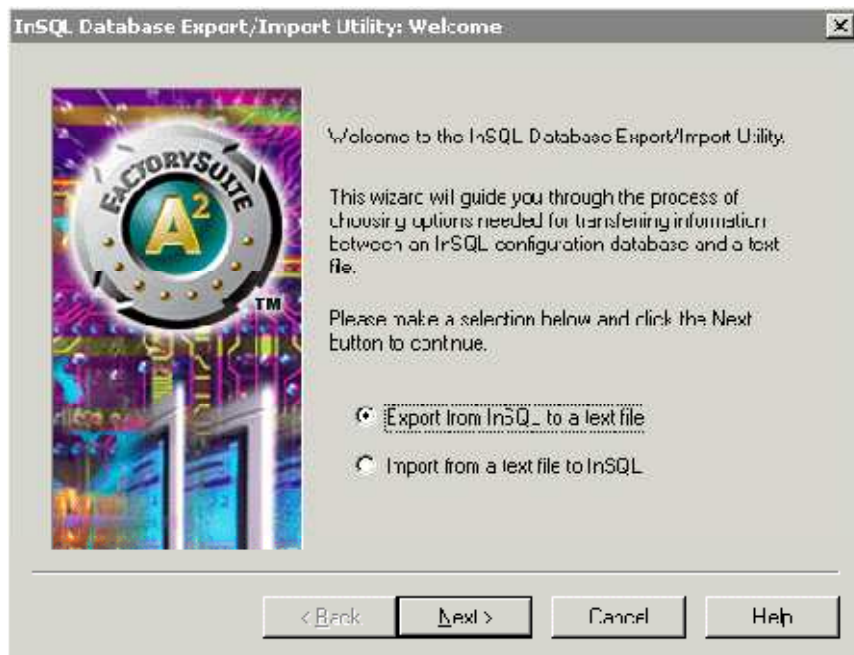 InSQL Database Export/Import Utility: Welcome
FACTORYSUITE
A2
TM
Welcome to the InSQL Database Export/Import Utility.
This wizard will guide you through the process of
choosing options needed for transferring information
between an InSQL configuration database and a text
file.
Please make a selection below and click the Next
button to continue.
Export from InSQL to a text file
Import from a text file to InSQL
< Back
Next >
Cancel
Help